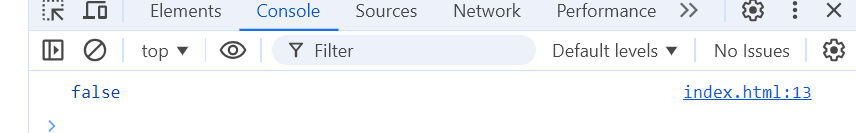 Elements Console Sources Network Performance
top Filter Default levels No Issues
false index.html:13